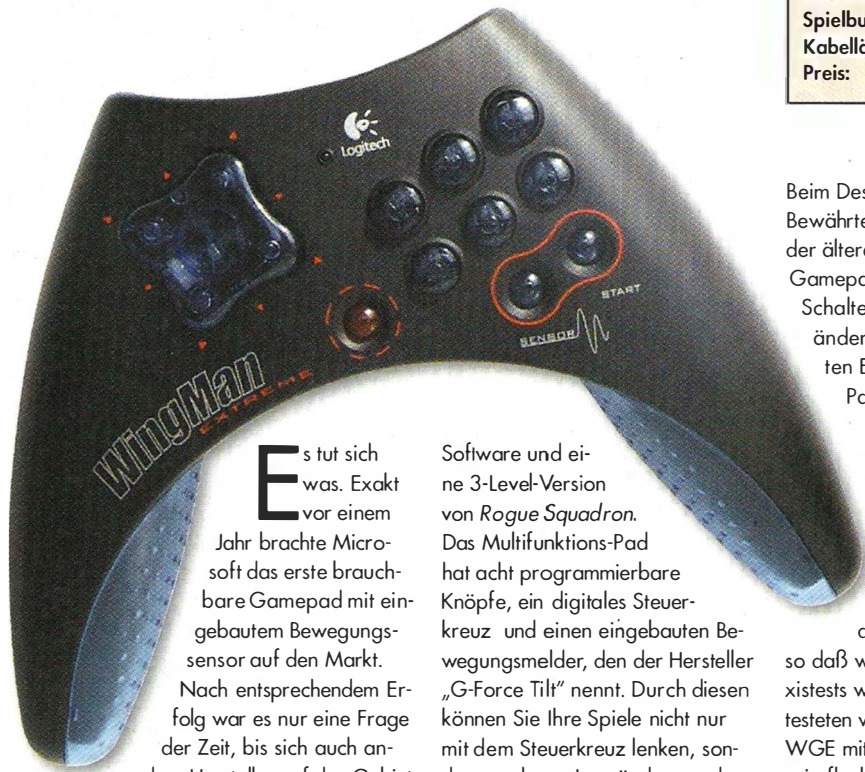 Logitech
START
SENSOR
WingMan
EXTREME
Es tut sich
was. Exakt
vor einem
Jahr brachte Micro-
soft das erste brauch-
bare Gamepad mit ein-
gebautem Bewegungs-
sensor auf den Markt.
Nach entsprechendem Er-
folg war es nur eine Frage
der Zeit, bis sich auch an-
Hersteller auf das Gebiet
Software und ei-
ne 3-Level-Version
von Rogue Squadron.
Das Multifunktions-Pad
hat acht programmierbare
Knöpfe, ein digitales Steuer-
kreuz und einen eingebauten Be-
wegungsmelder, den der Hersteller
„G-Force Tilt" nennt. Durch diesen
können Sie Ihre Spiele nicht nur
mit dem Steuerkreuz lenken, son-
Spielbu
Kabellä
Preis:
Beim Des
Bewährte
der ältere
Gamepa
Schalte
änder
ten E
Pa
so daß w
xistests w
testeten v
WGE mit